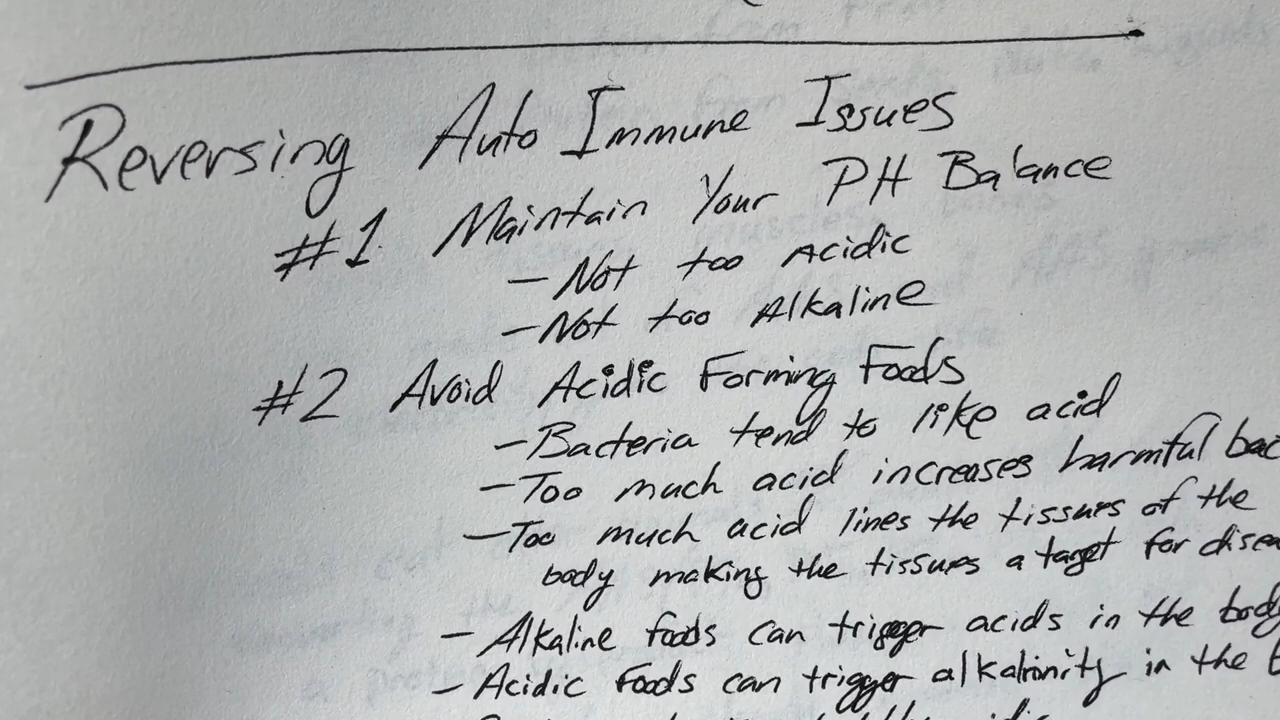 Reversing Auto Immune Issues
#1 Maintain Your PH Balance
- Not too Acidic
- Not too Alkaline
#2 Avoid Acidic Forming Foods
- Bacteria tend to like acid
- Too much acid increases harmful bac
- Too much acid lines the tissues of the
body making the tissues a target for disea
- Alkaline foods can trigger acids in the body
- Acidic Foods can trigger alkalinity in the b